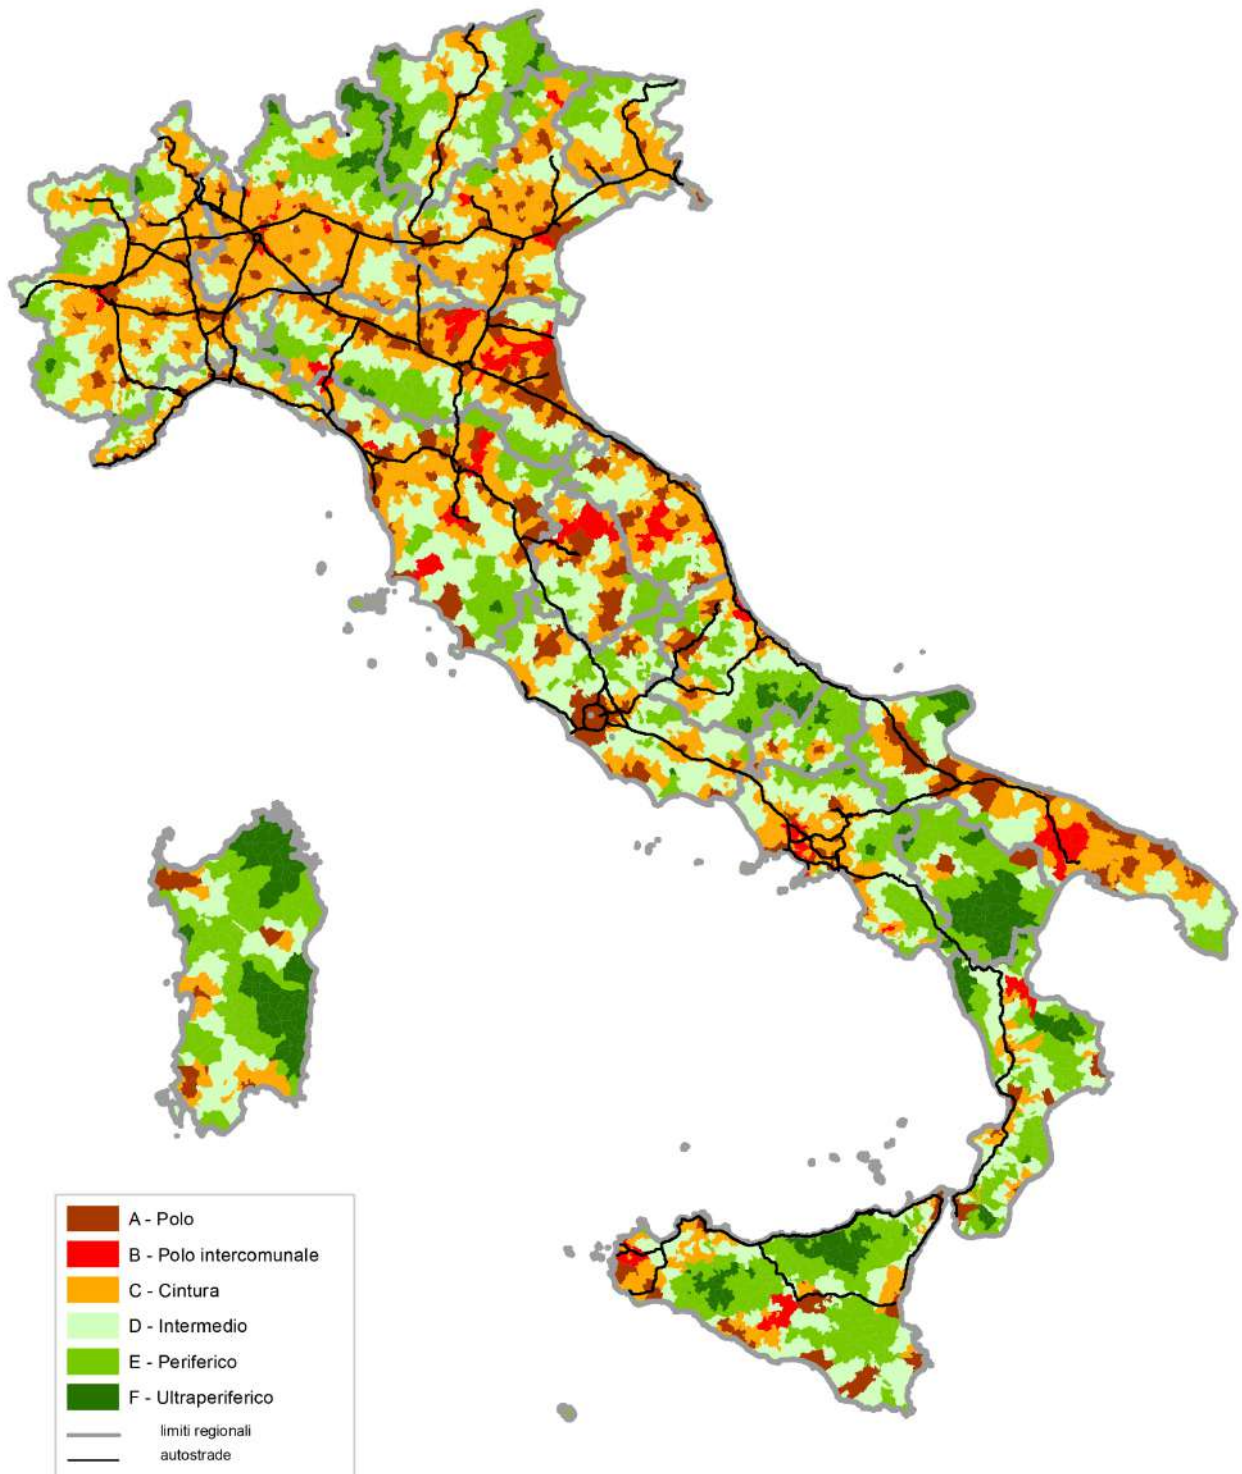 A - Polo
B - Polo intercomunale
C - Cintura
D - Intermedio
E - Periferico
F - Ultraperiferico
limiti regionali
autostrade